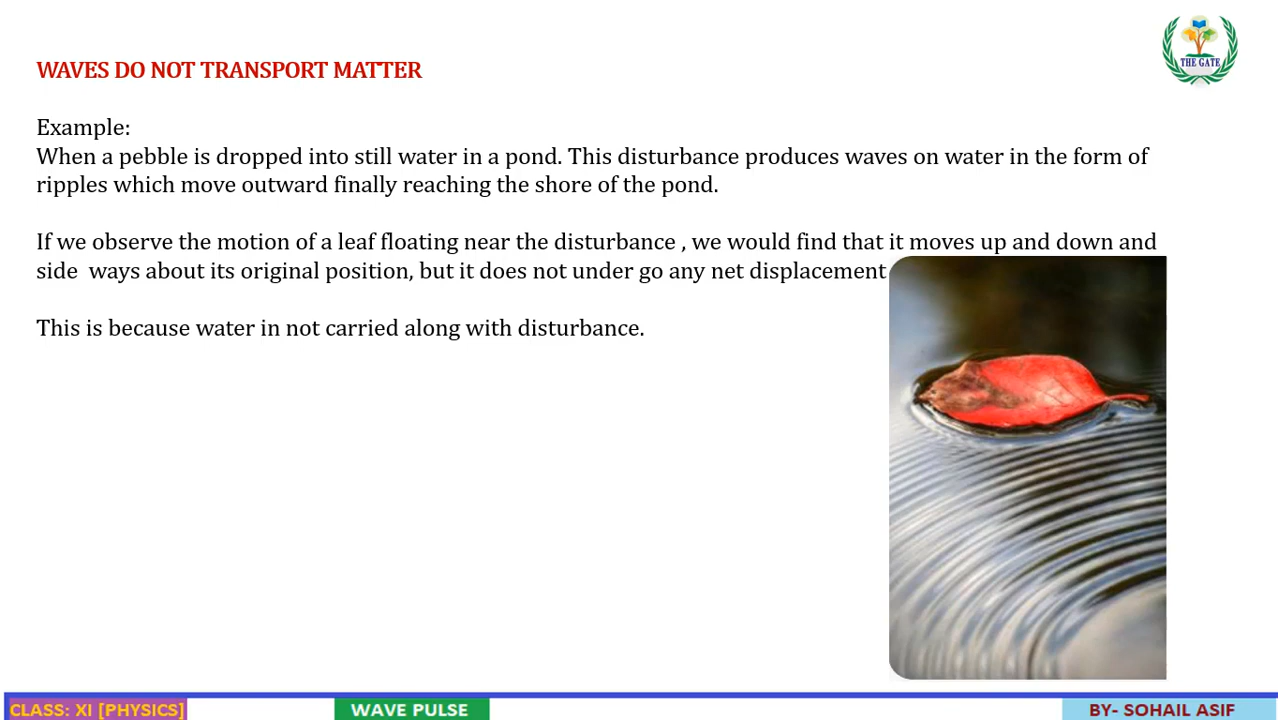 THE GATE
WAVES DO NOT TRANSPORT MATTER
Example:
When a pebble is dropped into still water in a pond. This disturbance produces waves on water in the form of
ripples which move outward finally reaching the shore of the pond.
If we observe the motion of a leaf floating near the disturbance , we would find that it moves up and down and
side  ways about its original position, but it does not under go any net displacement
This is because water in not carried along with disturbance.
CLASS: XI [PHYSICS]
WAVE PULSE
BY- SOHAIL ASIF